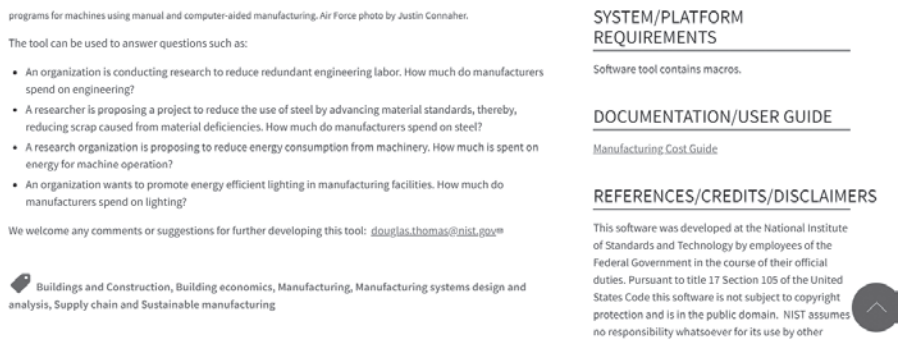 programs for machines using manual and computer-aided manufacturing. Air Force photo by Justin Connaher.
The tool can be used to answer questions such as:
• An organization is conducting research to reduce redundant engineering labor. How much do manufacturers
spend on engineering?
• A researcher is proposing a project to reduce the use of steel by advancing material standards, thereby,
reducing scrap caused from material deficiencies. How much do manufacturers spend on steel?
• A research organization is proposing to reduce energy consumption from machinery. How much is spent on
energy for machine operation?
• An organization wants to promote energy efficient lighting in manufacturing facilities. How much do
manufacturers spend on lighting?
We welcome any comments or suggestions for further developing this tool: douglas.thomas@nist.gov
Buildings and Construction, Building economics, Manufacturing, Manufacturing systems design and
analysis, Supply chain and Sustainable manufacturing
SYSTEM/PLATFORM
REQUIREMENTS
Software tool contains macros.
DOCUMENTATION/USER GUIDE
Manufacturing Cost Guide
REFERENCES/CREDITS/DISCLAIMERS
This software was developed at the National Institute
of Standards and Technology by employees of the
Federal Government in the course of their official
duties. Pursuant to title 17 Section 105 of the United
States Code this software is not subject to copyright
protection and is in the public domain. NIST assumes
no responsibility whatsoever for its use by other